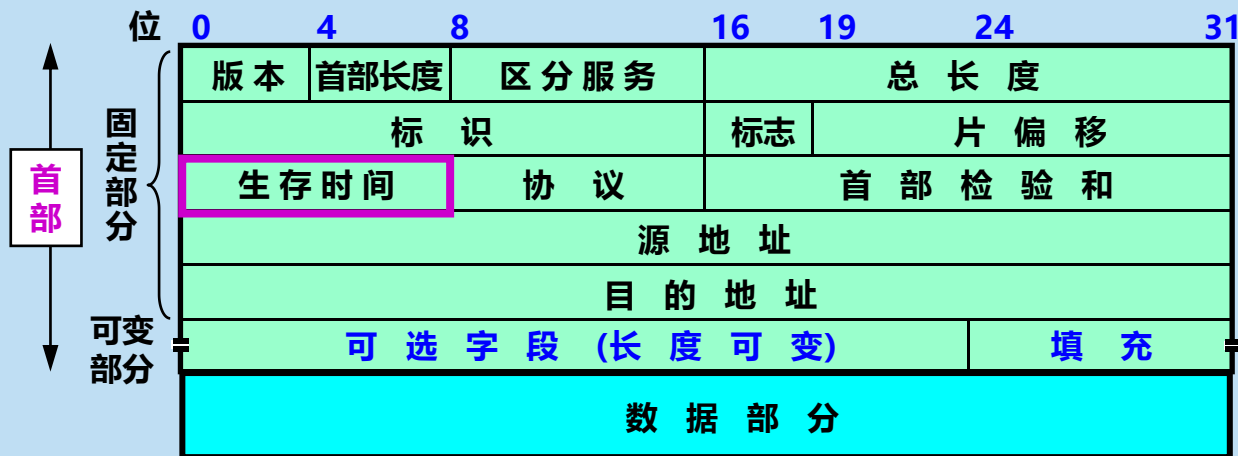 位 0 4 8 16 19 24 31
版本 首部长度 区分服务 总长度
标识 标志 片偏移
生存时间 协议 首部检验和
源地址
目的地址
可选字段 (长度可变) 填充
数据部分
首部
固定部分
可变
部分